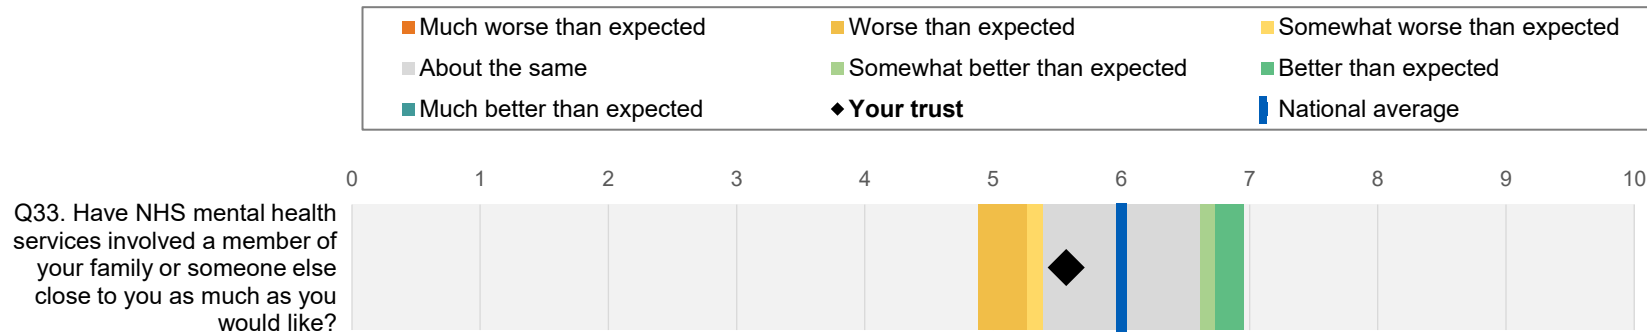 Much worse than expected
Worse than expected
Somewhat worse than expected
About the same
Somewhat better than expected
Better than expected
Much better than expected
Your trust
National average
0 1 2 3 4 5 6 7 8 9 10
Q33. Have NHS mental health
services involved a member of
your family or someone else
close to you as much as you
would like?